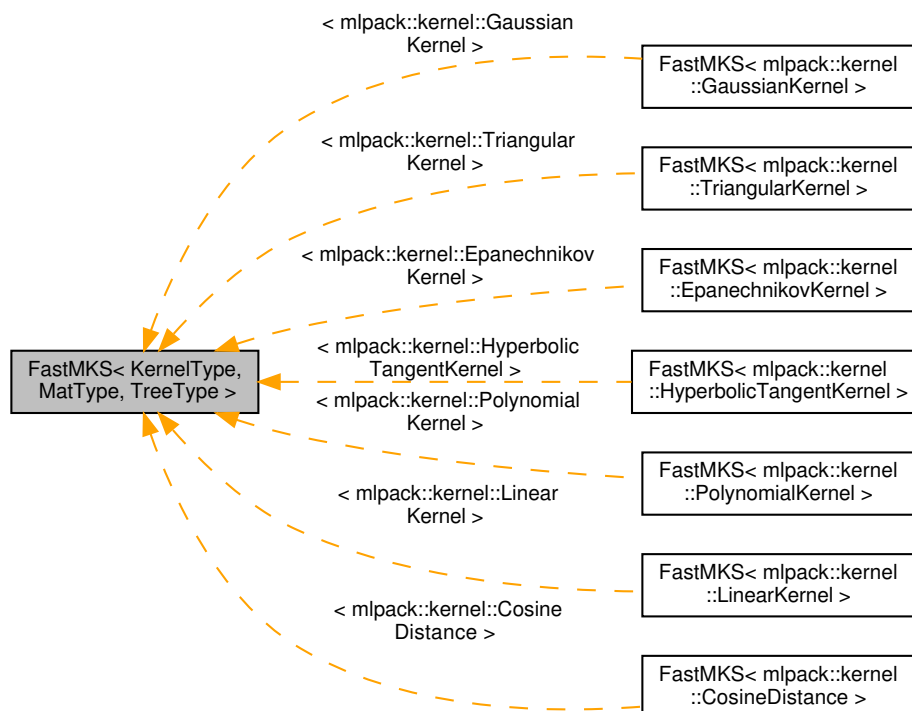 < mlpack::kernel::Gaussian
Kernel >
FastMKS< mlpack::kernel
::GaussianKernel >
< mlpack::kernel::Triangular
Kernel >
FastMKS< mlpack::kernel
::TriangularKernel >
< mlpack::kernel::Epanechnikov
Kernel >
FastMKS< mlpack::kernel
::EpanechnikovKernel >
FastMKS< KernelType,
MatType, TreeType >
< mlpack::kernel::Hyperbolic
TangentKernel >
FastMKS< mlpack::kernel
::HyperbolicTangentKernel >
< mlpack::kernel::Polynomial
Kernel >
FastMKS< mlpack::kernel
::PolynomialKernel >
< mlpack::kernel::Linear
Kernel >
FastMKS< mlpack::kernel
::LinearKernel >
< mlpack::kernel::Cosine
Distance >
FastMKS< mlpack::kernel
::CosineDistance >